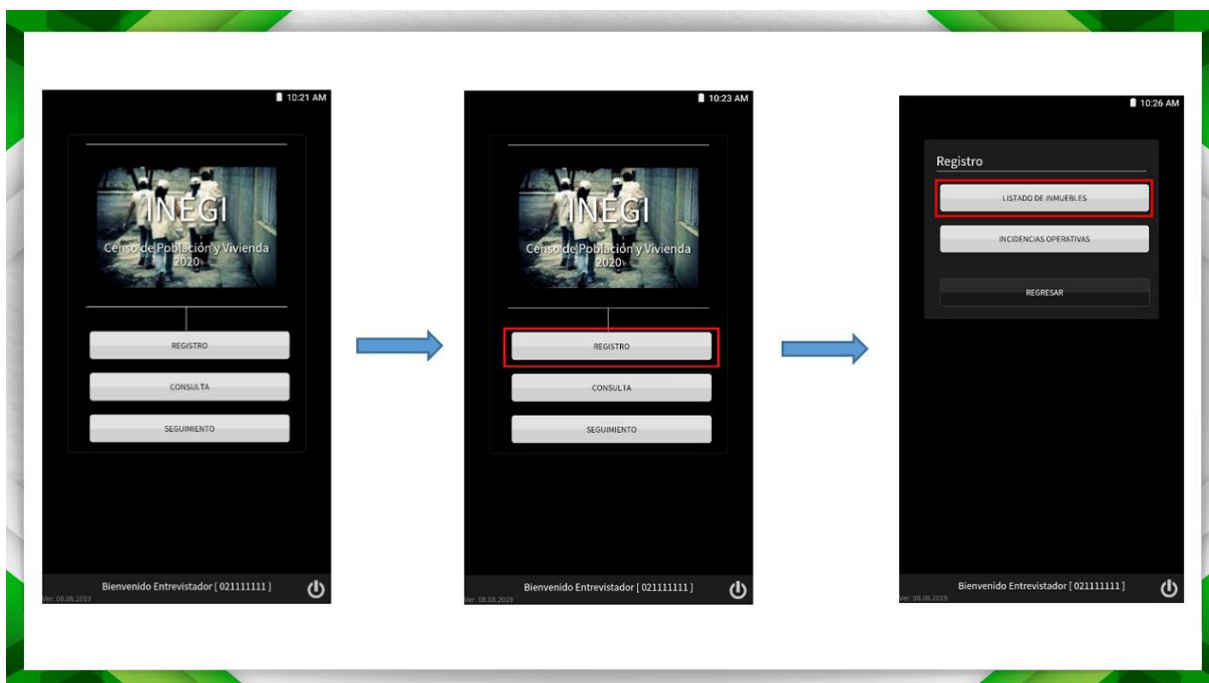 10:21 AM
INEGI
Censo de Población y Vivienda
2020
REGISTRO
CONSULTA
SEGUIMIENTO
Bienvenido Entrevistador [ 021111111 ]
Ver. 08.08.2019
10:23 AM
INEGI
Censo de Población y Vivienda
2020
REGISTRO
CONSULTA
SEGUIMIENTO
Bienvenido Entrevistador [ 021111111 ]
Ver. 08.08.2019
10:26 AM
Registro
LISTADO DE INMUEBLES
INCIDENCIAS OPERATIVAS
REGRESAR
Bienvenido Entrevistador [ 021111111 ]
Ver. 08.08.2019